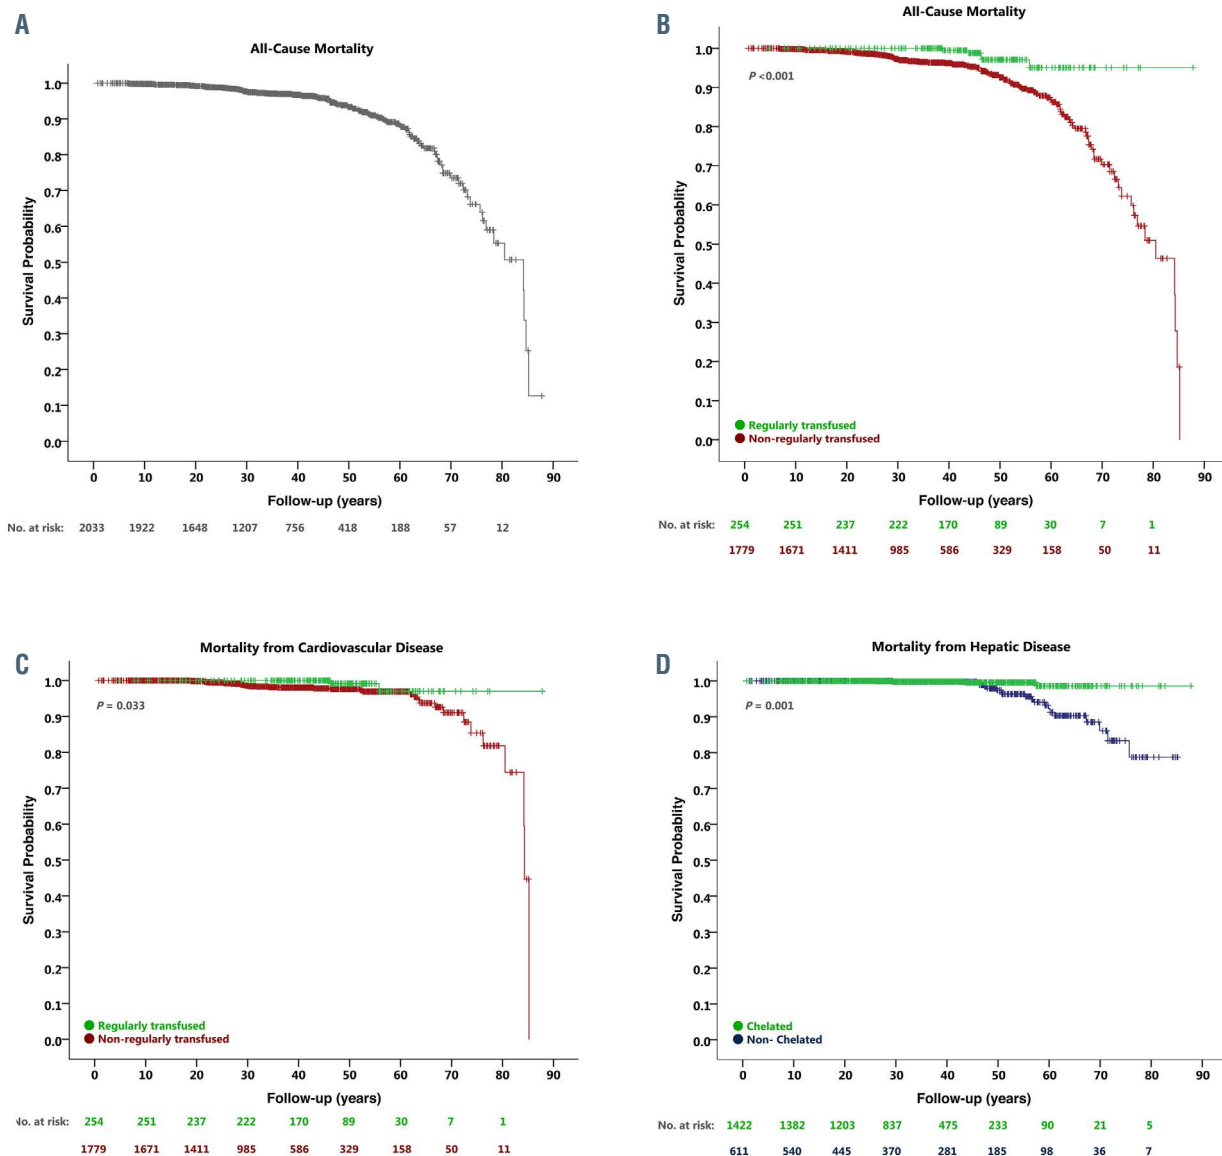 A
All-Cause Mortality
Survival Probability
1.0
0.9
0.8
0.7
0.6
0.5
0.4
0.3
0.2
0.1
0.0
0 10 20 30 40 50 60 70 80 90
Follow-up (years)
No. at risk: 2033 1922 1648 1207 756 418 188 57 12
B
All-Cause Mortality
P <0.001
Survival Probability
1.0
0.9
0.8
0.7
0.6
0.5
0.4
0.3
0.2
0.1
0.0
Regularly transfused
Non-regularly transfused
0 10 20 30 40 50 60 70 80 90
Follow-up (years)
No. at risk: 254 251 237 222 170 89 30 7 1
1779 1671 1411 985 586 329 158 50 11
C
Mortality from Cardiovascular Disease
P = 0.033
Survival Probability
1.0
0.9
0.8
0.7
0.6
0.5
0.4
0.3
0.2
0.1
0.0
Regularly transfused
Non-regularly transfused
0 10 20 30 40 50 60 70 80 90
Follow-up (years)
No. at risk: 254 251 237 222 170 89 30 7 1
1779 1671 1411 985 586 329 158 50 11
D
Mortality from Hepatic Disease
P = 0.001
Survival Probablity
1.0
0.9
0.8
0.7
0.6
0.5
0.4
0.3
0.2
0.1
0.0
Chelated
Non- Chelated
0 10 20 30 40 50 60 70 80 90
Follow-up (years)
No. at risk: 1422 1382 1203 837 475 233 90 21 5
611 540 445 370 281 185 98 36 7